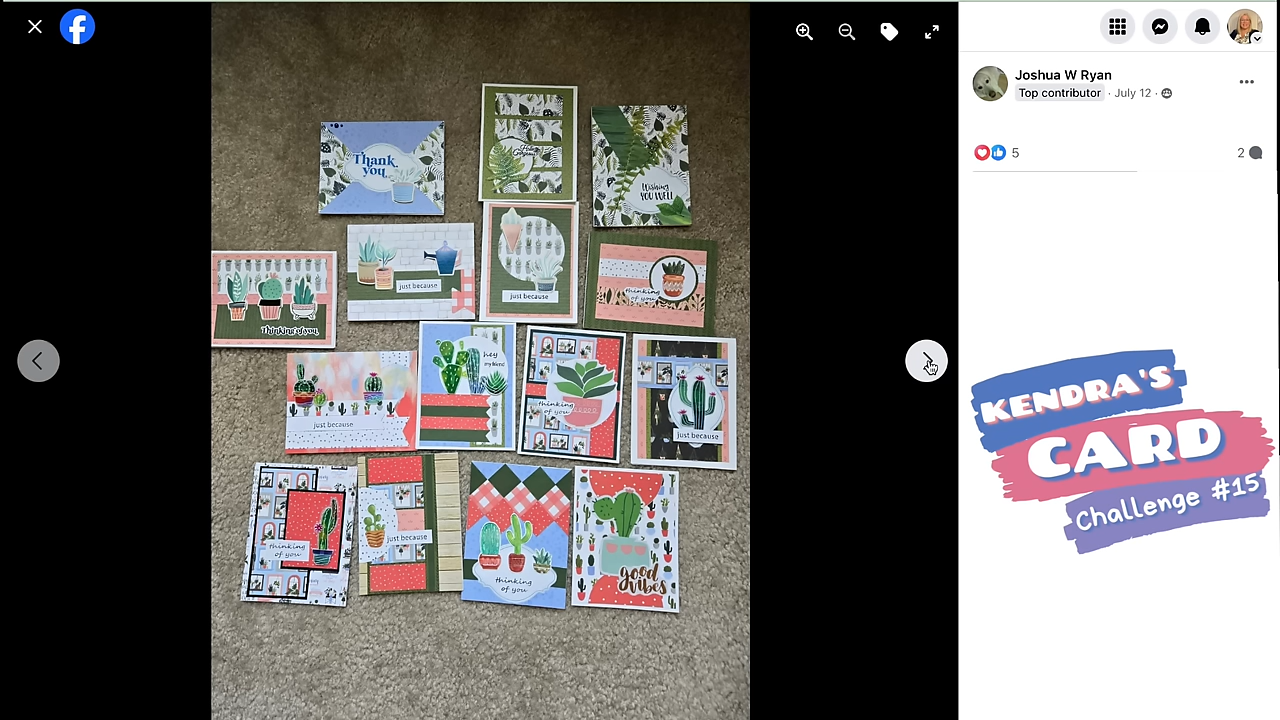 Joshua W Ryan
Top contributor · July 12 ·
5
2
Thank
you
Wishing
YOU WELL
just because
just because
thinking
of you
Thinking of you,
just because
hey
my friend
thinking
of you
just because
thinking
of you
just because
thinking
of you
good
vibes
KENDRA'S
CARD
Challenge #15